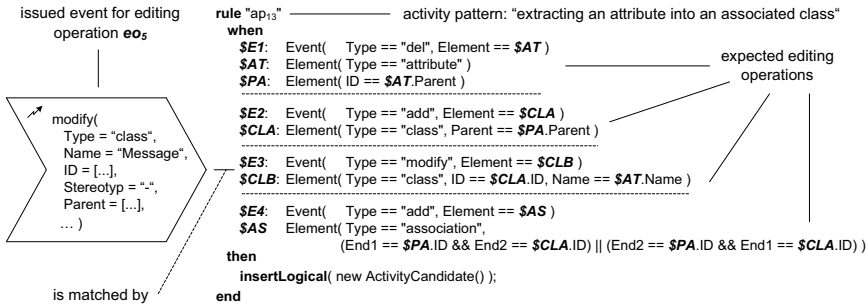 issued event for editing
operation eo5
modify(
Type = “class“,
Name = “Message“,
ID = [...],
Stereotyp = “-“,
Parent = [...],
… )
is matched by
rule "ap13"
activity pattern: “extracting an attribute into an associated class“
when
$E1: Event( Type == "del", Element == $AT )
$AT: Element( Type == "attribute" )
$PA: Element( ID == $AT.Parent )
$E2: Event( Type == "add", Element == $CLA )
$CLA: Element( Type == "class", Parent == $PA.Parent )
$E3: Event( Type == "modify", Element == $CLB )
$CLB: Element( Type == "class", ID == $CLA.ID, Name == $AT.Name )
$E4: Event( Type == "add", Element == $AS )
$AS Element( Type == "association",
(End1 == $PA.ID && End2 == $CLA.ID) || (End2 == $PA.ID && End1 == $CLA.ID) )
then
insertLogical( new ActivityCandidate() );
end
expected editing
operations